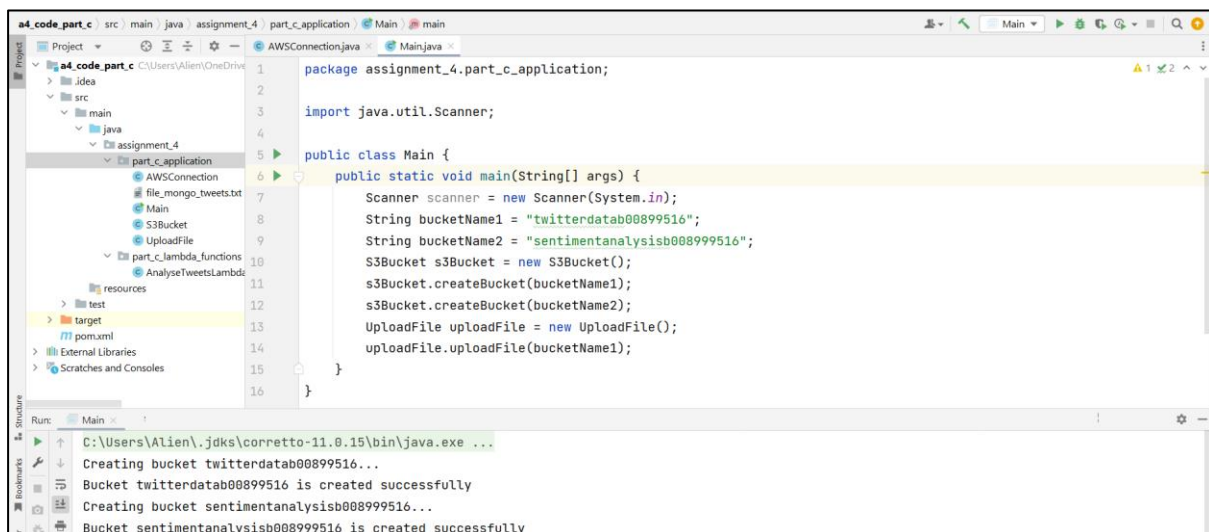 a4_code_part_c src main java assignment_4 part_c_application Main main
Main
Project
AWSConnection.java
Main.java
Project
a4_code_part_c C:\Users\Alien\OneDrive
.idea
src
main
java
assignment_4
part_c_application
AWSConnection
file_mongo_tweets.txt
Main
S3Bucket
UploadFile
part_c_lambda_functions
AnalyseTweetsLambda
resources
test
target
pom.xml
External Libraries
Scratches and Consoles
1 package assignment_4.part_c_application;
2
3 import java.util.Scanner;
4
5 public class Main {
6 public static void main(String[] args) {
7 Scanner scanner = new Scanner(System.in);
8 String bucketName1 = "twitterdatab00899516";
9 String bucketName2 = "sentimentanalysisb008999516";
10 S3Bucket s3Bucket = new S3Bucket();
11 s3Bucket.createBucket(bucketName1);
12 s3Bucket.createBucket(bucketName2);
13 UploadFile uploadFile = new UploadFile();
14 uploadFile.uploadFile(bucketName1);
15 }
16 }
1 2
Structure
Bookmarks
Run: Main
C:\Users\Alien\.jdks\corretto-11.0.15\bin\java.exe ...
Creating bucket twitterdatab00899516...
Bucket twitterdatab00899516 is created successfully
Creating bucket sentimentanalysisb008999516...
Bucket sentimentanalysisb008999516 is created successfully